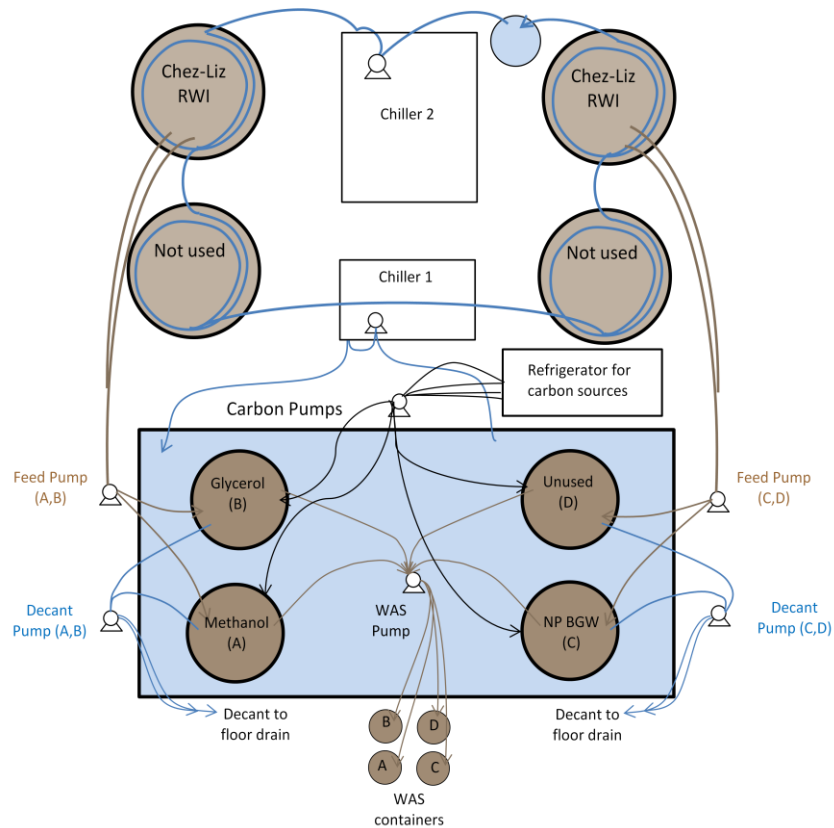 Chez-Liz
RWI
Chiller 2
Chez-Liz
RWI
Not used
Chiller 1
Not used
Refrigerator for
carbon sources
Carbon Pumps
Feed Pump
(A,B)
Glycerol
(B)
Unused
(D)
Feed Pump
(C,D)
Decant
Pump (A,B)
Methanol
(A)
WAS
Pump
NP BGW
(C)
Decant
Pump (C,D)
Decant to
floor drain
B
D
Decant to
floor drain
A
C
WAS
containers